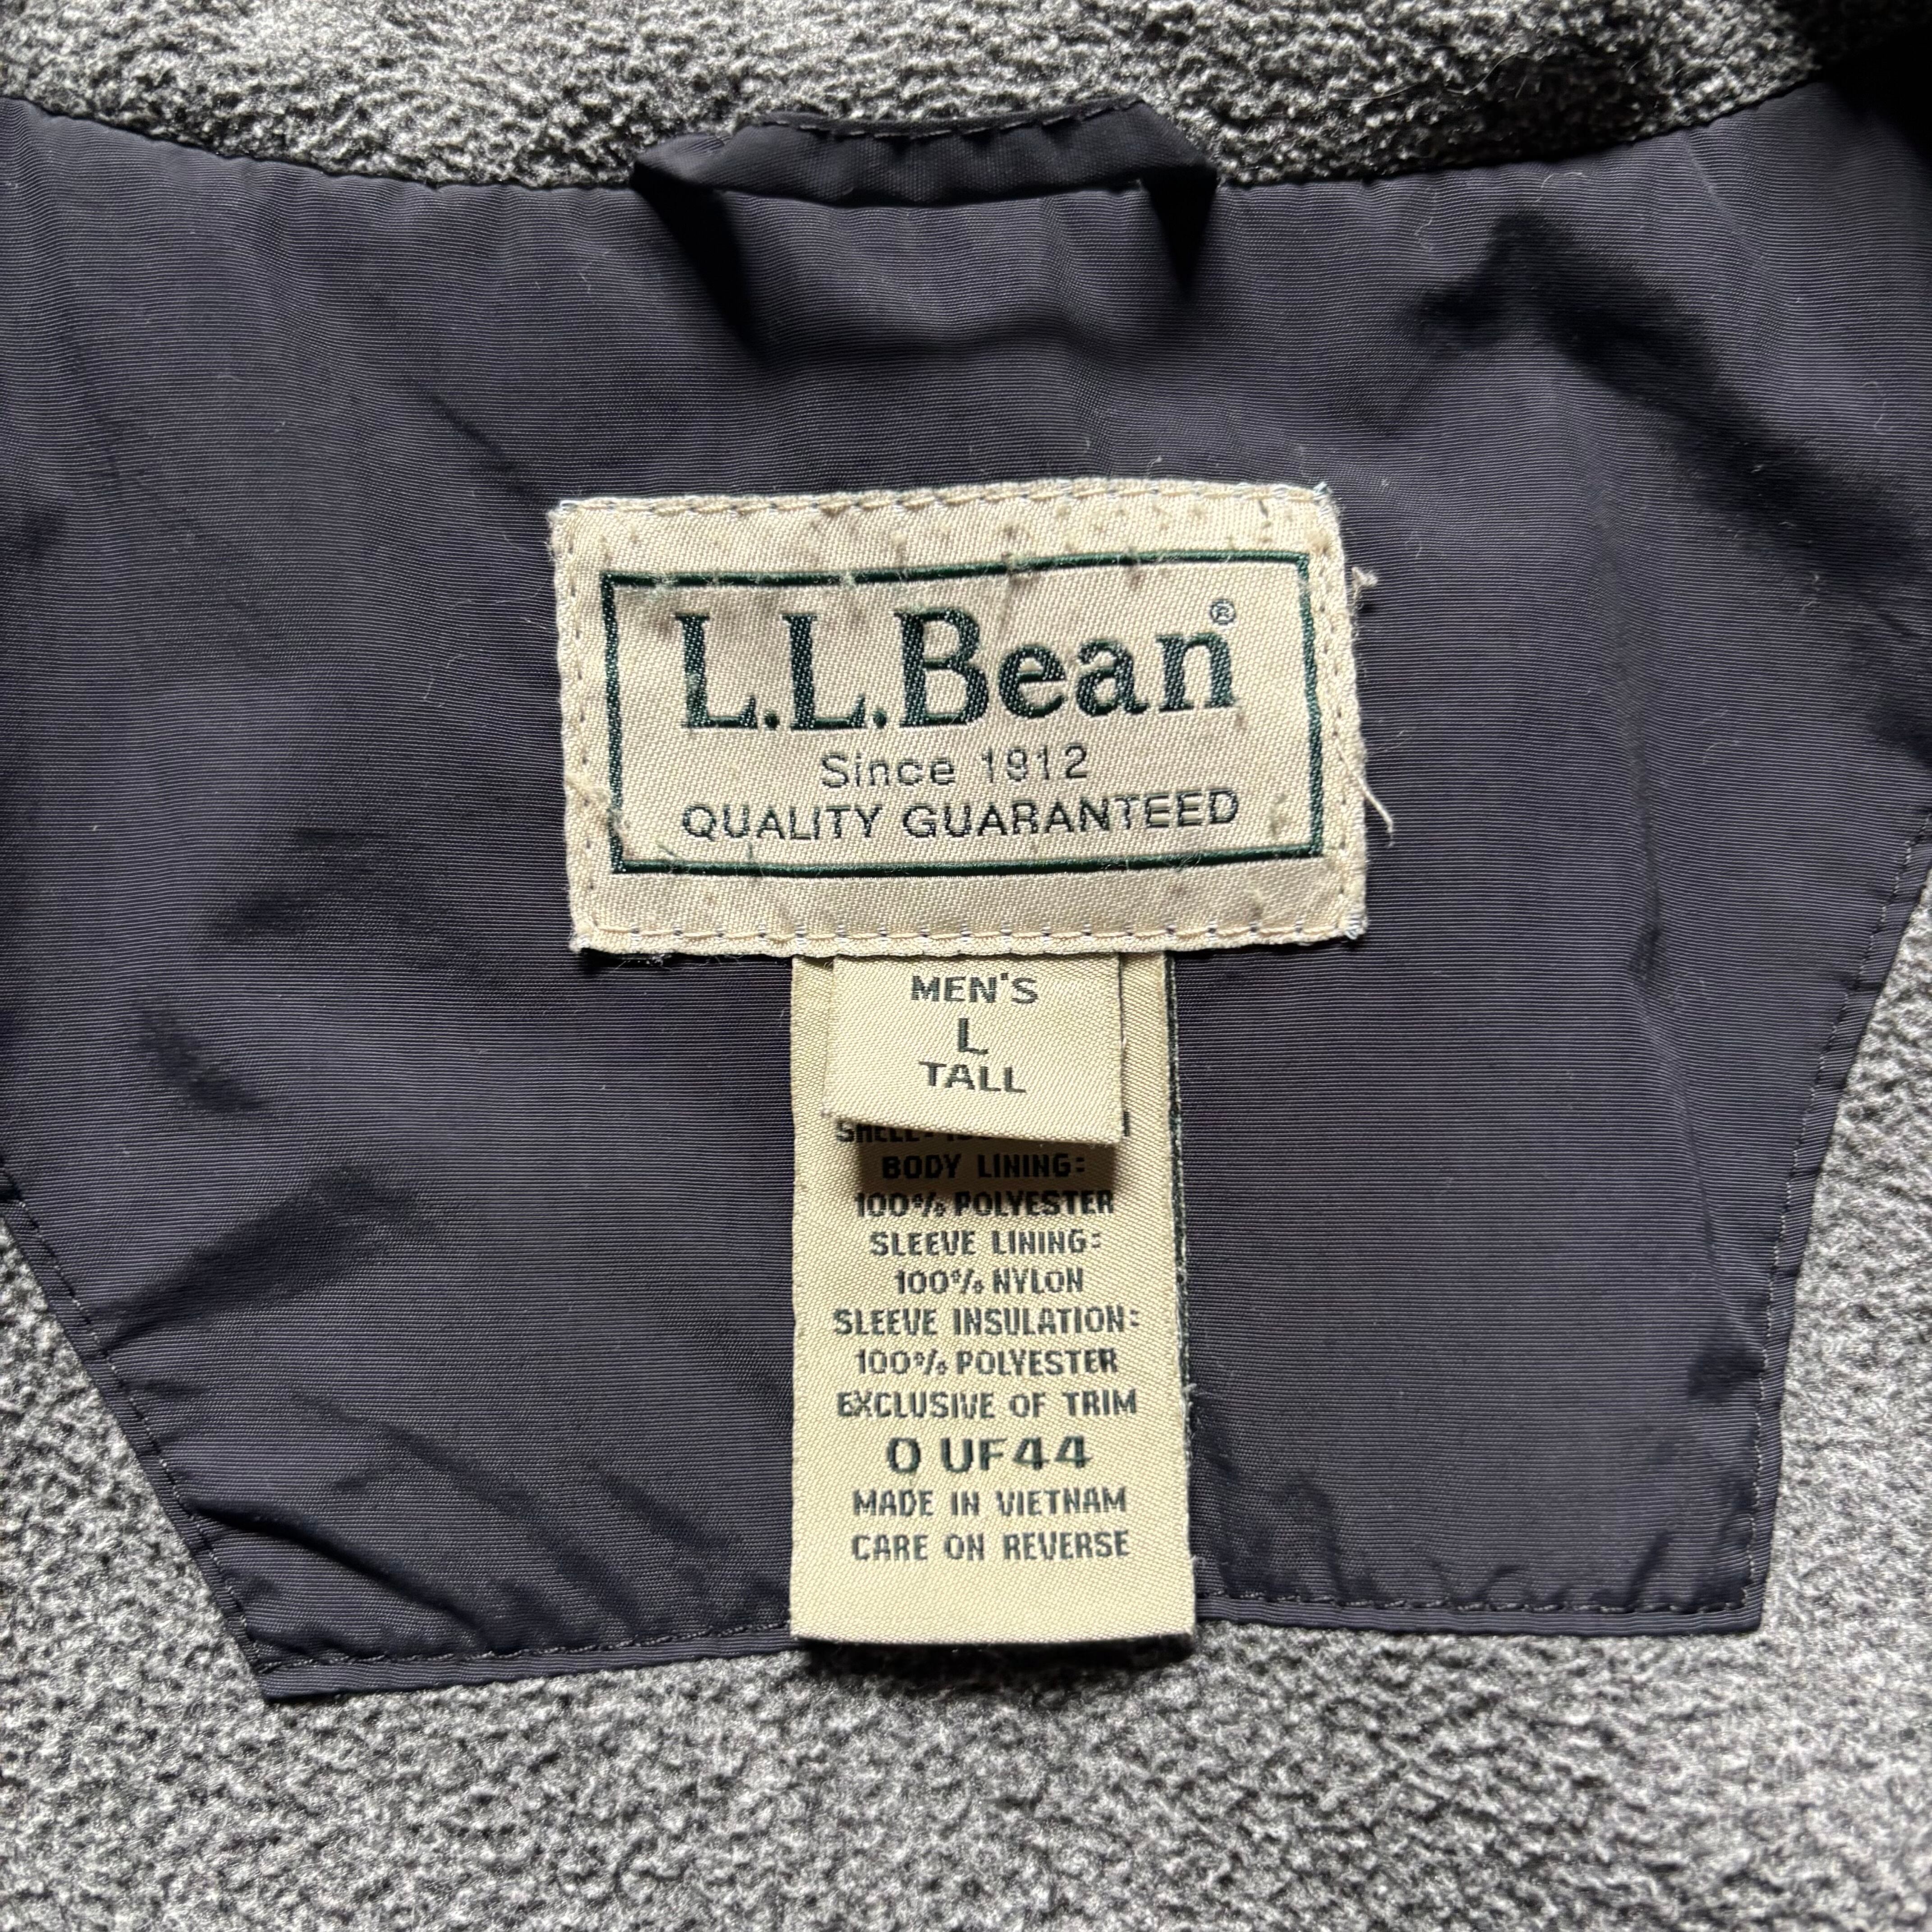 L.L.Bean®
Since 1912
QUALITY GUARANTEED
MEN'S
L
TALL
SHELL:
BODY LINING:
100% POLYESTER
SLEEVE LINING:
100% NYLON
SLEEVE INSULATION:
100% POLYESTER
EXCLUSIVE OF TRIM
0 UF44
MADE IN VIETNAM
CARE ON REVERSE